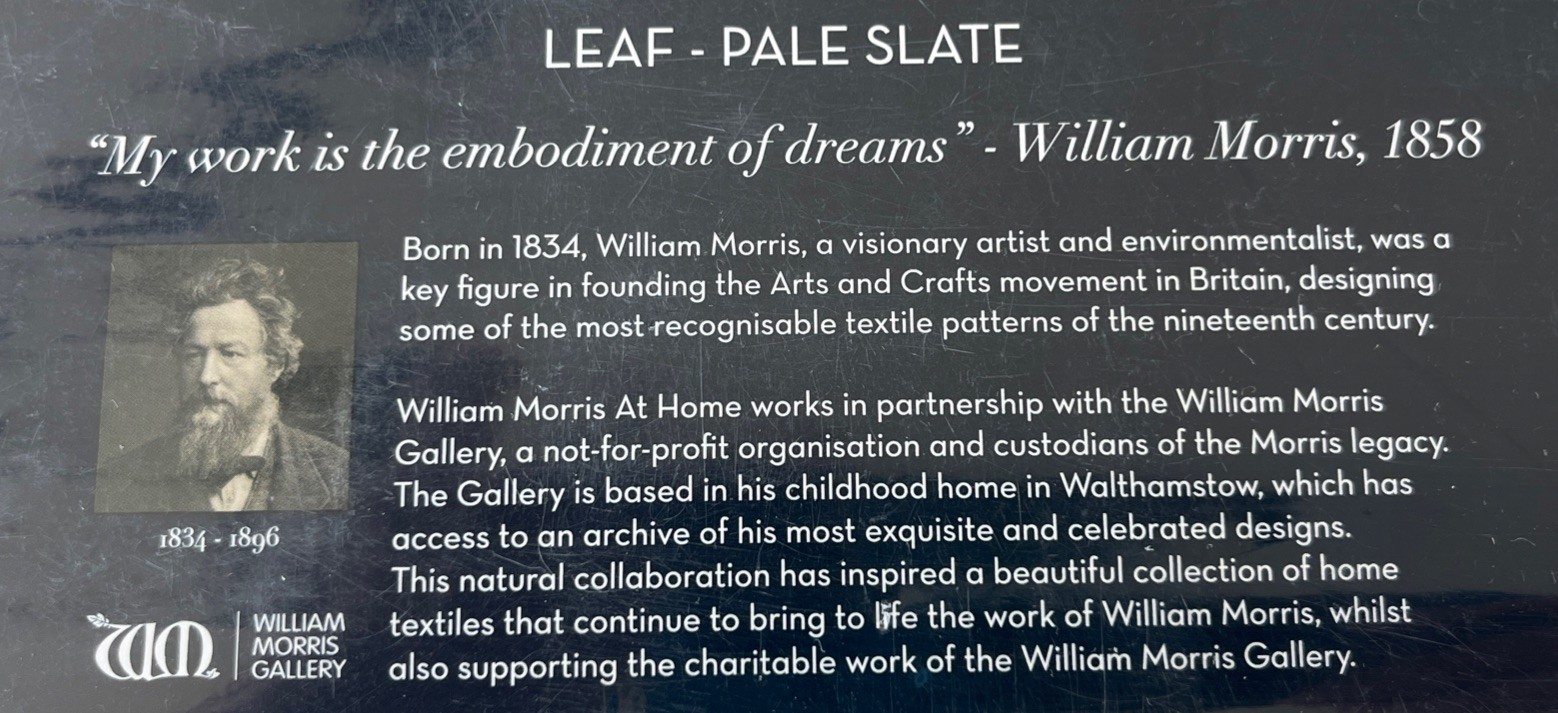 LEAF - PALE SLATE
“My work is the embodiment of dreams” - William Morris, 1858
Born in 1834, William Morris, a visionary artist and environmentalist, was a
key figure in founding the Arts and Crafts movement in Britain, designing
some of the most recognisable textile patterns of the nineteenth century.
William Morris At Home works in partnership with the William Morris
Gallery, a not-for-profit organisation and custodians of the Morris legacy.
The Gallery is based in his childhood home in Walthamstow, which has
access to an archive of his most exquisite and celebrated designs.
This natural collaboration has inspired a beautiful collection of home
textiles that continue to bring to life the work of William Morris, whilst
also supporting the charitable work of the William Morris Gallery.
1834 - 1896
WM
WILLIAM
MORRIS
GALLERY